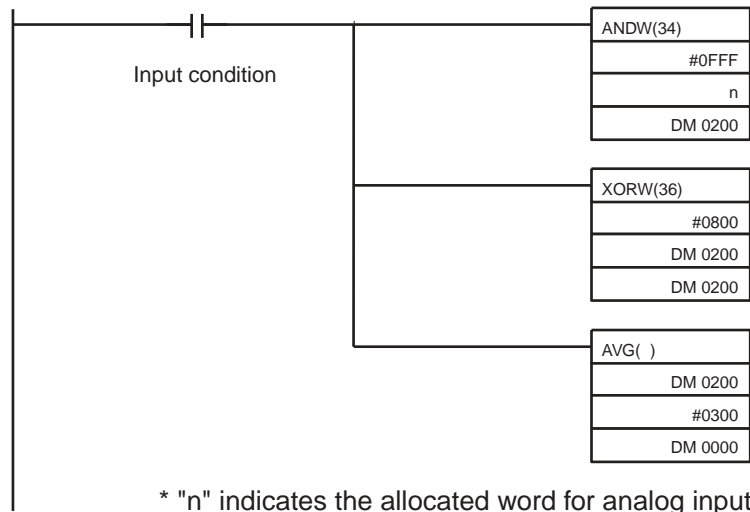 ANDW(34)
#0FFF
Input condition
n
DM 0200
XORW(36)
#0800
DM 0200
DM 0200
AVG( )
DM 0200
#0300
DM 0000
* "n" indicates the allocated word for analog input